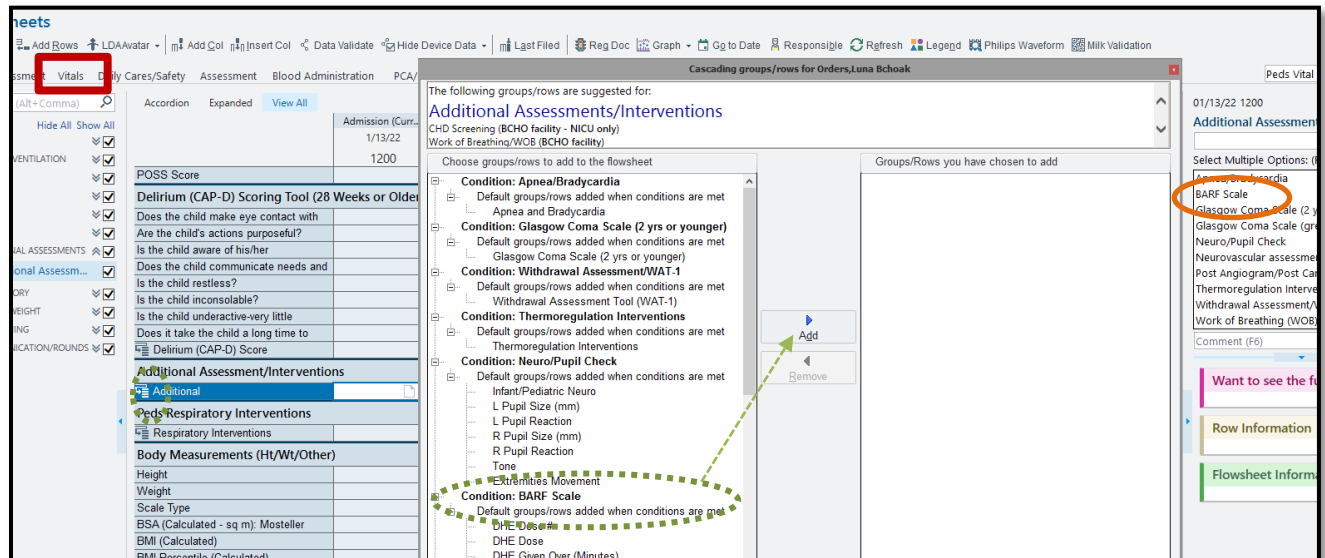 heets
Add Rows LDAAvatar Add Col Insert Col Data Validate Hide Device Data Last Filed Reg Doc Graph Go to Date Responsible Refresh Legend Philips Waveform Milk Validation
Vitals Cares/Safety Assessment Blood Administration PCA/
Peds Vital
(Alt+Comma)
Hide All Show All
VENTILATION
ORY
NG
NICATION/ROUNDS
Accordion Expanded View All
Admission (Curr...
1/13/22
1200
POSS Score
Delirium (CAP-D) Scoring Tool (28 Weeks or Older
Does the child make eye contact with
Are the child's actions purposeful?
Is the child aware of his/her
Does the child communicate needs and
Is the child restless?
Is the child inconsolable?
Is the child underactive-very little
Does it take the child a long time to
Delirium (CAP-D) Score
Additional Assessment/Interventions
Additional
Peds Respiratory Interventions
Respiratory Interventions
Body Measurements (Ht/Wt/Other)
Height
Weight
Scale Type
BSA (Calculated - sq m): Mosteller
BMI (Calculated)
BMI Percentile (Calculated)
Cascading groups/rows for Orders,Luna Bchoak
The following groups/rows are suggested for:
Additional Assessments/Interventions
CHD Screening (BCHO facility - NICU only)
Work of Breathing/WOB (BCHO facility)
Choose groups/rows to add to the flowsheet
Condition: Apnea/Bradycardia
Default groups/rows added when conditions are met
Apnea and Bradycardia
Condition: Glasgow Coma Scale (2 yrs or younger)
Default groups/rows added when conditions are met
Glasgow Coma Scale (2 yrs or younger)
Condition: Withdrawal Assessment/WAT-1
Default groups/rows added when conditions are met
Withdrawal Assessment Tool (WAT-1)
Condition: Thermoregulation Interventions
Default groups/rows added when conditions are met
Thermoregulation Interventions
Condition: Neuro/Pupil Check
Default groups/rows added when conditions are met
Infant/Pediatric Neuro
L Pupil Size (mm)
L Pupil Reaction
R Pupil Size (mm)
R Pupil Reaction
Tone
Extremities Movement
Condition: BARF Scale
Default groups/rows added when conditions are met
DHE Dose #
DHE Dose
DHE Given Over (Minutes)
Add
Remove
Groups/Rows you have chosen to add
01/13/22 1200
Additional Assessment
Select Multiple Options: (F
Apnea/Bradycardia
BARF Scale
Glasgow Coma Scale (2 y
Glasgow Coma Scale (gre
Neuro/Pupil Check
Neurovascular assessme
Post Angiogram/Post Car
Thermoregulation Interve
Withdrawal Assessment/
Work of Breathing (WOB)
Comment (F6)
Want to see the fu
Row Information
Flowsheet Informa